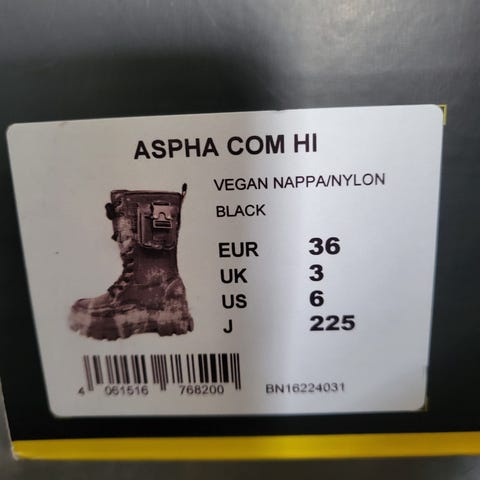 ASPHA COM HI
VEGAN NAPPA/NYLON
BLACK
EUR 36
UK 3
US 6
J 225
4 061516 768200
BN16224031